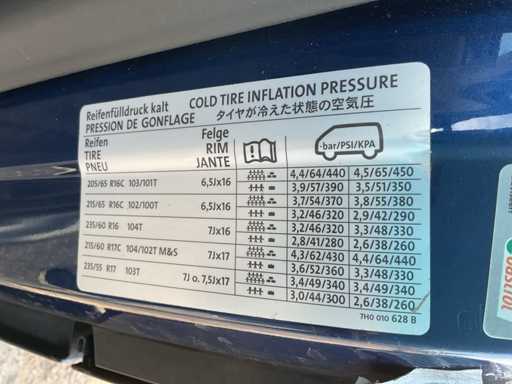 Reifenfülldruck kalt COLD TIRE INFLATION PRESSURE
PRESSION DE GONFLAGE タイヤが冷えた状態の空気圧
Reifen Felge
TIRE RIM
PNEU JANTE bar/PSI/KPA
205/65 R16C 103/101T 6,5Jx16 4,4/64/440 4,5/65/450
3,9/57/390 3,5/51/350
215/65 R16C 102/100T 6,5Jx16 3,7/54/370 3,8/55/380
3,2/46/320 2,9/42/290
235/60 R16 104T 7Jx16 3,2/46/320 3,3/48/330
2,8/41/280 2,6/38/260
215/60 R17C 104/102T M&S 7Jx17 4,3/62/430 4,4/64/440
3,6/52/360 3,3/48/330
235/55 R17 103T 7J o. 7,5Jx17 3,4/49/340 3,4/49/340
3,0/44/300 2,6/38/260
7H0 010 628 B